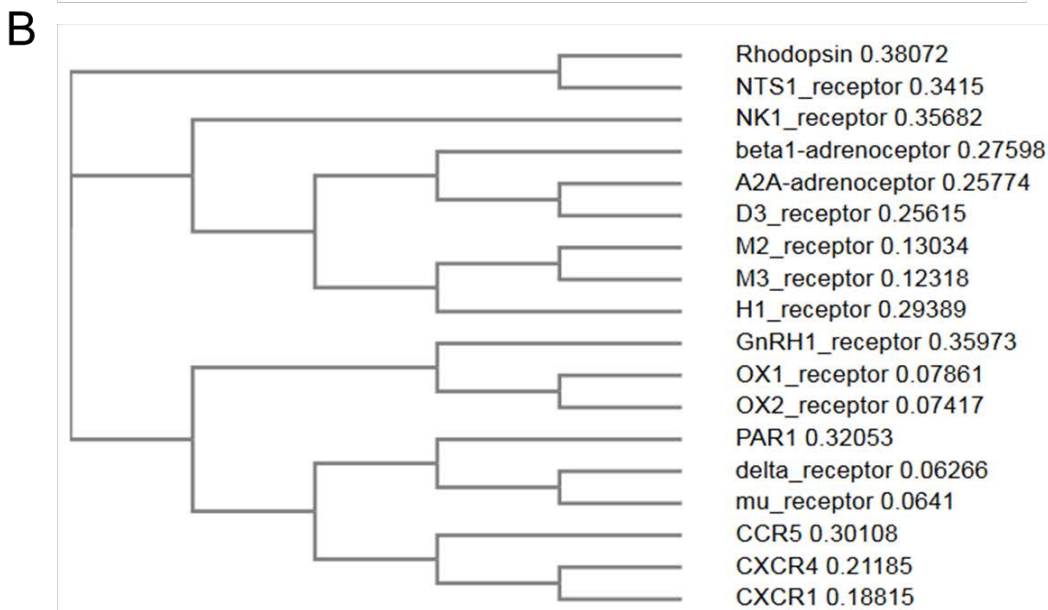 B
Rhodopsin 0.38072
NTS1_receptor 0.3415
NK1_receptor 0.35682
beta1-adrenoceptor 0.27598
A2A-adrenoceptor 0.25774
D3_receptor 0.25615
M2_receptor 0.13034
M3_receptor 0.12318
H1_receptor 0.29389
GnRH1_receptor 0.35973
OX1_receptor 0.07861
OX2_receptor 0.07417
PAR1 0.32053
delta_receptor 0.06266
mu_receptor 0.0641
CCR5 0.30108
CXCR4 0.21185
CXCR1 0.18815